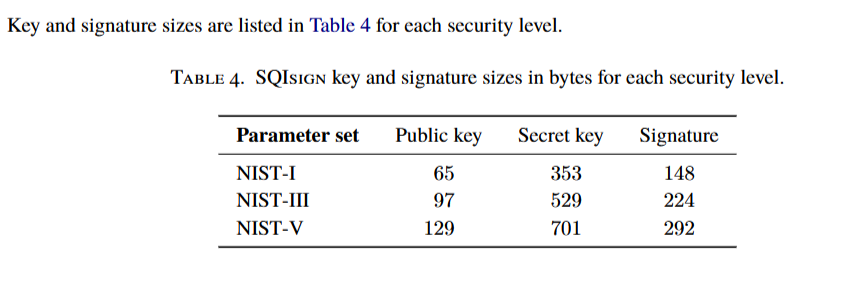 Key and signature sizes are listed in Table 4 for each security level.
TABLE 4. SQISIGN key and signature sizes in bytes for each security level.
Parameter set Public key Secret key Signature
NIST-I 65 353 148
NIST-III 97 529 224
NIST-V 129 701 292